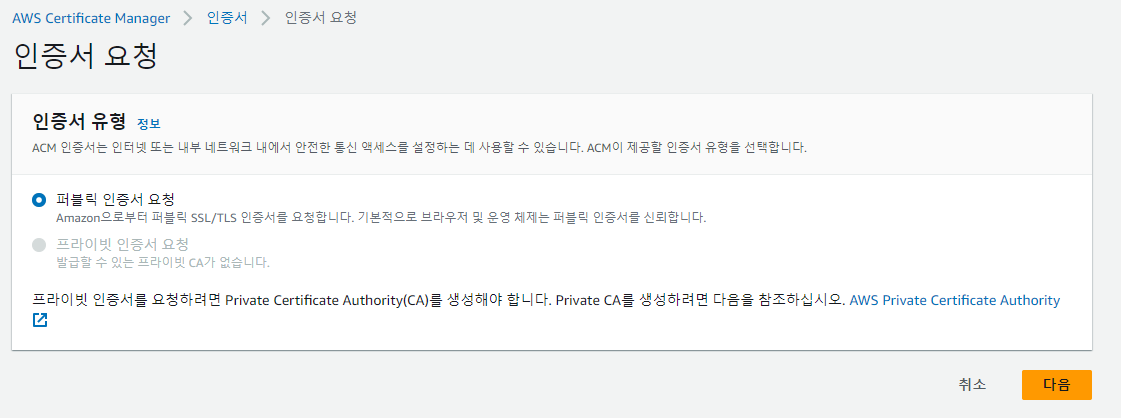 AWS Certificate Manager > 인증서 > 인증서 요청
인증서 요청
인증서 유형 정보
ACM 인증서는 인터넷 또는 내부 네트워크 내에서 안전한 통신 액세스를 설정하는 데 사용할 수 있습니다. ACM이 제공할 인증서 유형을 선택합니다.
퍼블릭 인증서 요청
Amazon으로부터 퍼블릭 SSL/TLS 인증서를 요청합니다. 기본적으로 브라우저 및 운영 체제는 퍼블릭 인증서를 신뢰합니다.
프라이빗 인증서 요청
발급할 수 있는 프라이빗 CA가 없습니다.
프라이빗 인증서를 요청하려면 Private Certificate Authority(CA)를 생성해야 합니다. Private CA를 생성하려면 다음을 참조하십시오. AWS Private Certificate Authority
취소 다음